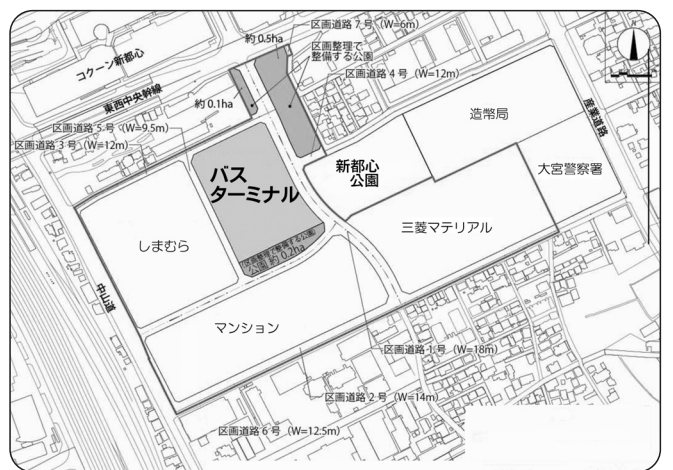 区画道路 7 号（W=6m）
約 0.5ha
区画整理で
整備する公園
コクーン新都心
区画道路 4 号（W=12m）
N
東西中央幹線
約 0.1ha
造幣局
産業道路
区画道路 5 号（W=9.5m）
区画道路 3 号（W=12m）
新都心
公園
大宮警察署
バス
ターミナル
三菱マテリアル
しまむら
区画整理で整備する公園
公園 約 0.2ha
中山道
マンション
区画道路 1 号（W=18m）
区画道路 2 号（W=14m）
区画道路 6 号（W=12.5m）